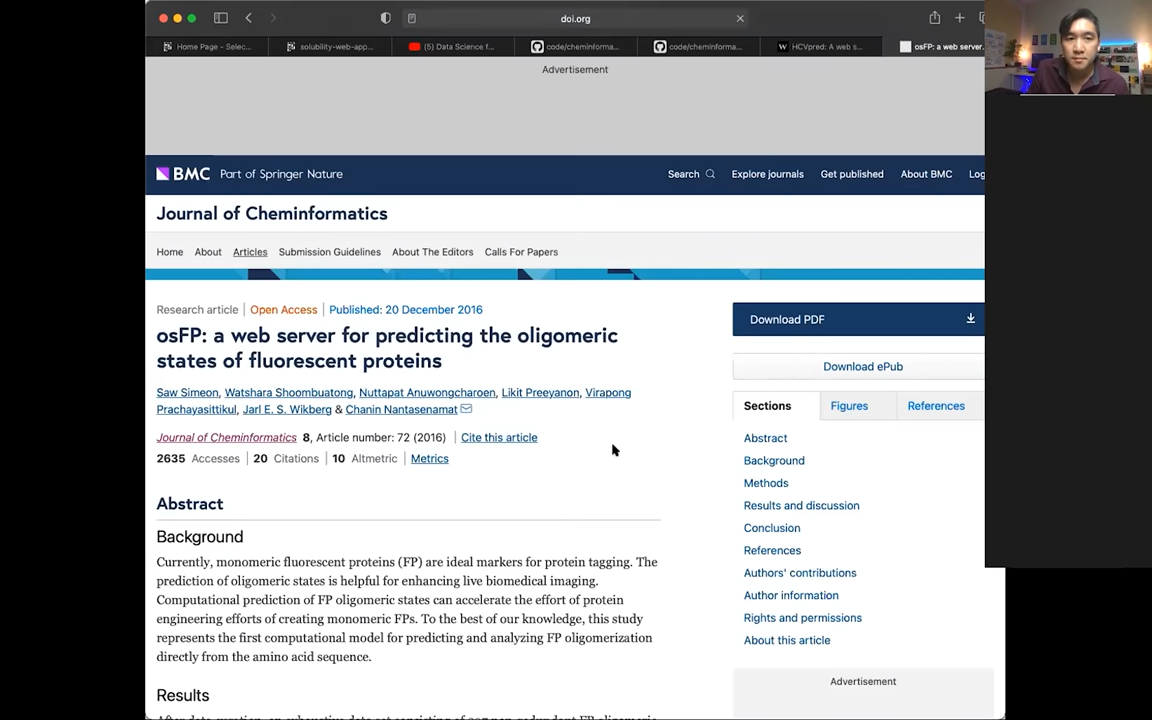 doi.org
Home Page - Selec...
solubility-web-app...
(5) Data Science f...
code/cheminforma...
code/cheminforma...
HCVpred: A web s...
osFP: a web server...
Advertisement
BMC Part of Springer Nature
Search
Explore journals
Get published
About BMC
Log
Journal of Cheminformatics
Home
About
Articles
Submission Guidelines
About The Editors
Calls For Papers
Research article | Open Access | Published: 20 December 2016
osFP: a web server for predicting the oligomeric
states of fluorescent proteins
Saw Simeon, Watshara Shoombuatong, Nuttapat Anuwongcharoen, Likit Preeyanon, Virapong
Prachayasittikul, Jarl E. S. Wikberg & Chanin Nantasenamat
Journal of Cheminformatics 8, Article number: 72 (2016) | Cite this article
2635 Accesses | 20 Citations | 10 Altmetric | Metrics
Abstract
Background
Currently, monomeric fluorescent proteins (FP) are ideal markers for protein tagging. The
prediction of oligomeric states is helpful for enhancing live biomedical imaging.
Computational prediction of FP oligomeric states can accelerate the effort of protein
engineering efforts of creating monomeric FPs. To the best of our knowledge, this study
represents the first computational model for predicting and analyzing FP oligomerization
directly from the amino acid sequence.
Results
Download PDF
Download ePub
Sections
Figures
References
Abstract
Background
Methods
Results and discussion
Conclusion
References
Authors' contributions
Author information
Rights and permissions
About this article
Advertisement